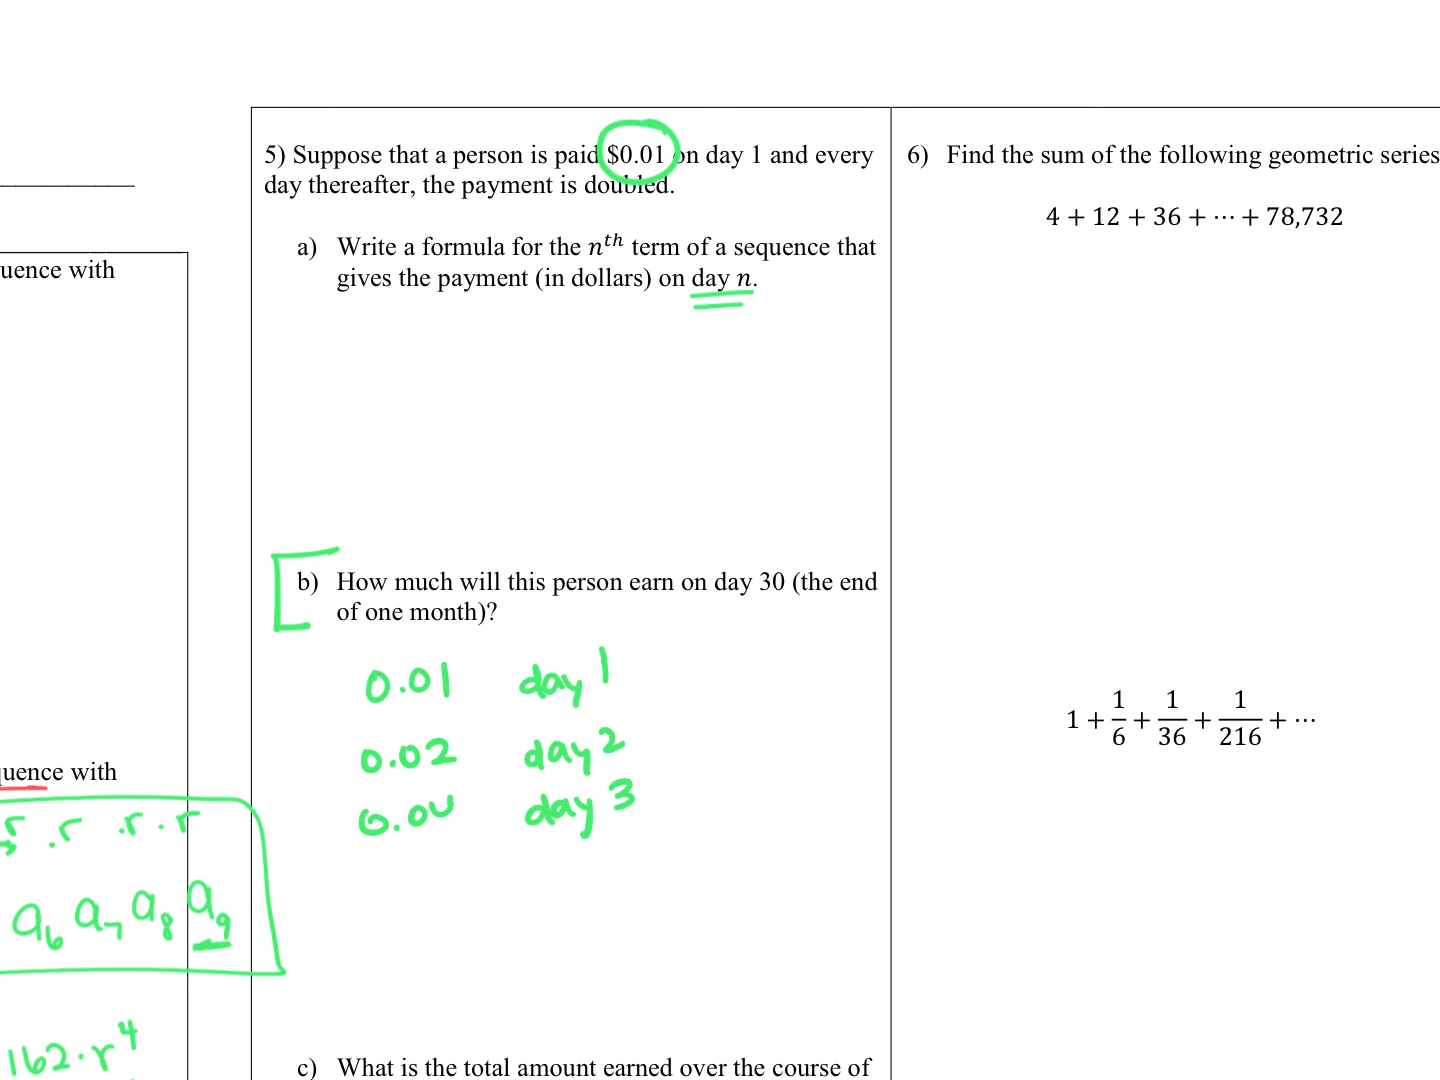 uence with
uence with
.r .r .r
a₆ a₇ a₈ a₉
162·r⁴
5) Suppose that a person is paid $0.01 on day 1 and every
day thereafter, the payment is doubled.
a) Write a formula for the nᵗʰ term of a sequence that
gives the payment (in dollars) on day n.
b) How much will this person earn on day 30 (the end
of one month)?
0.01 day 1
0.02 day 2
0.04 day 3
c) What is the total amount earned over the course of
6) Find the sum of the following geometric series
4 + 12 + 36 + ⋯ + 78,732
1 + 1/6 + 1/36 + 1/216 + ⋯